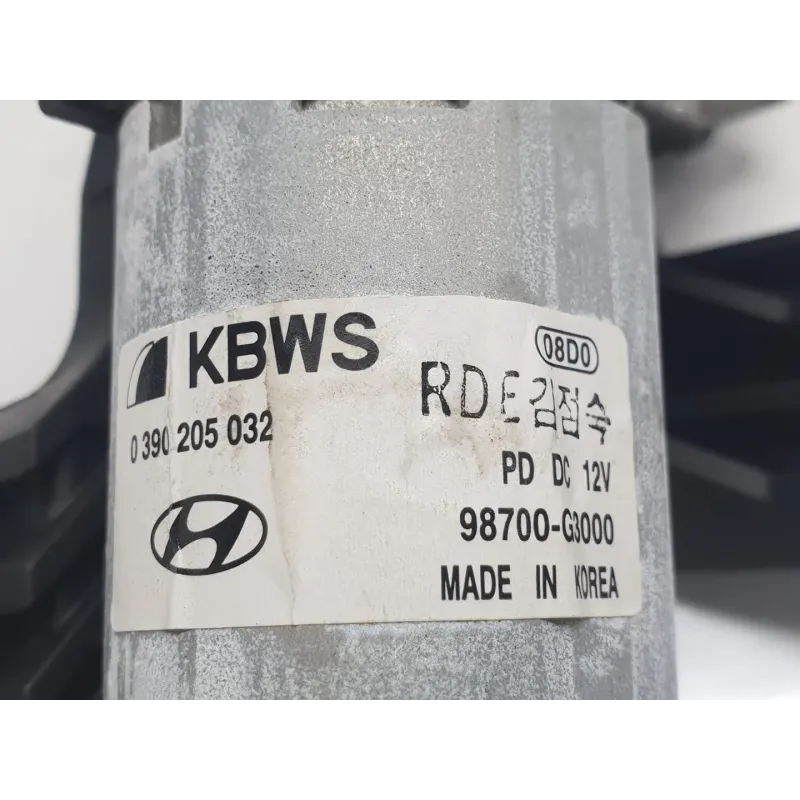 KBWS
08D0
RDE김점숙
0 390 205 032
PD DC 12V
98700-G3000
MADE IN KOREA